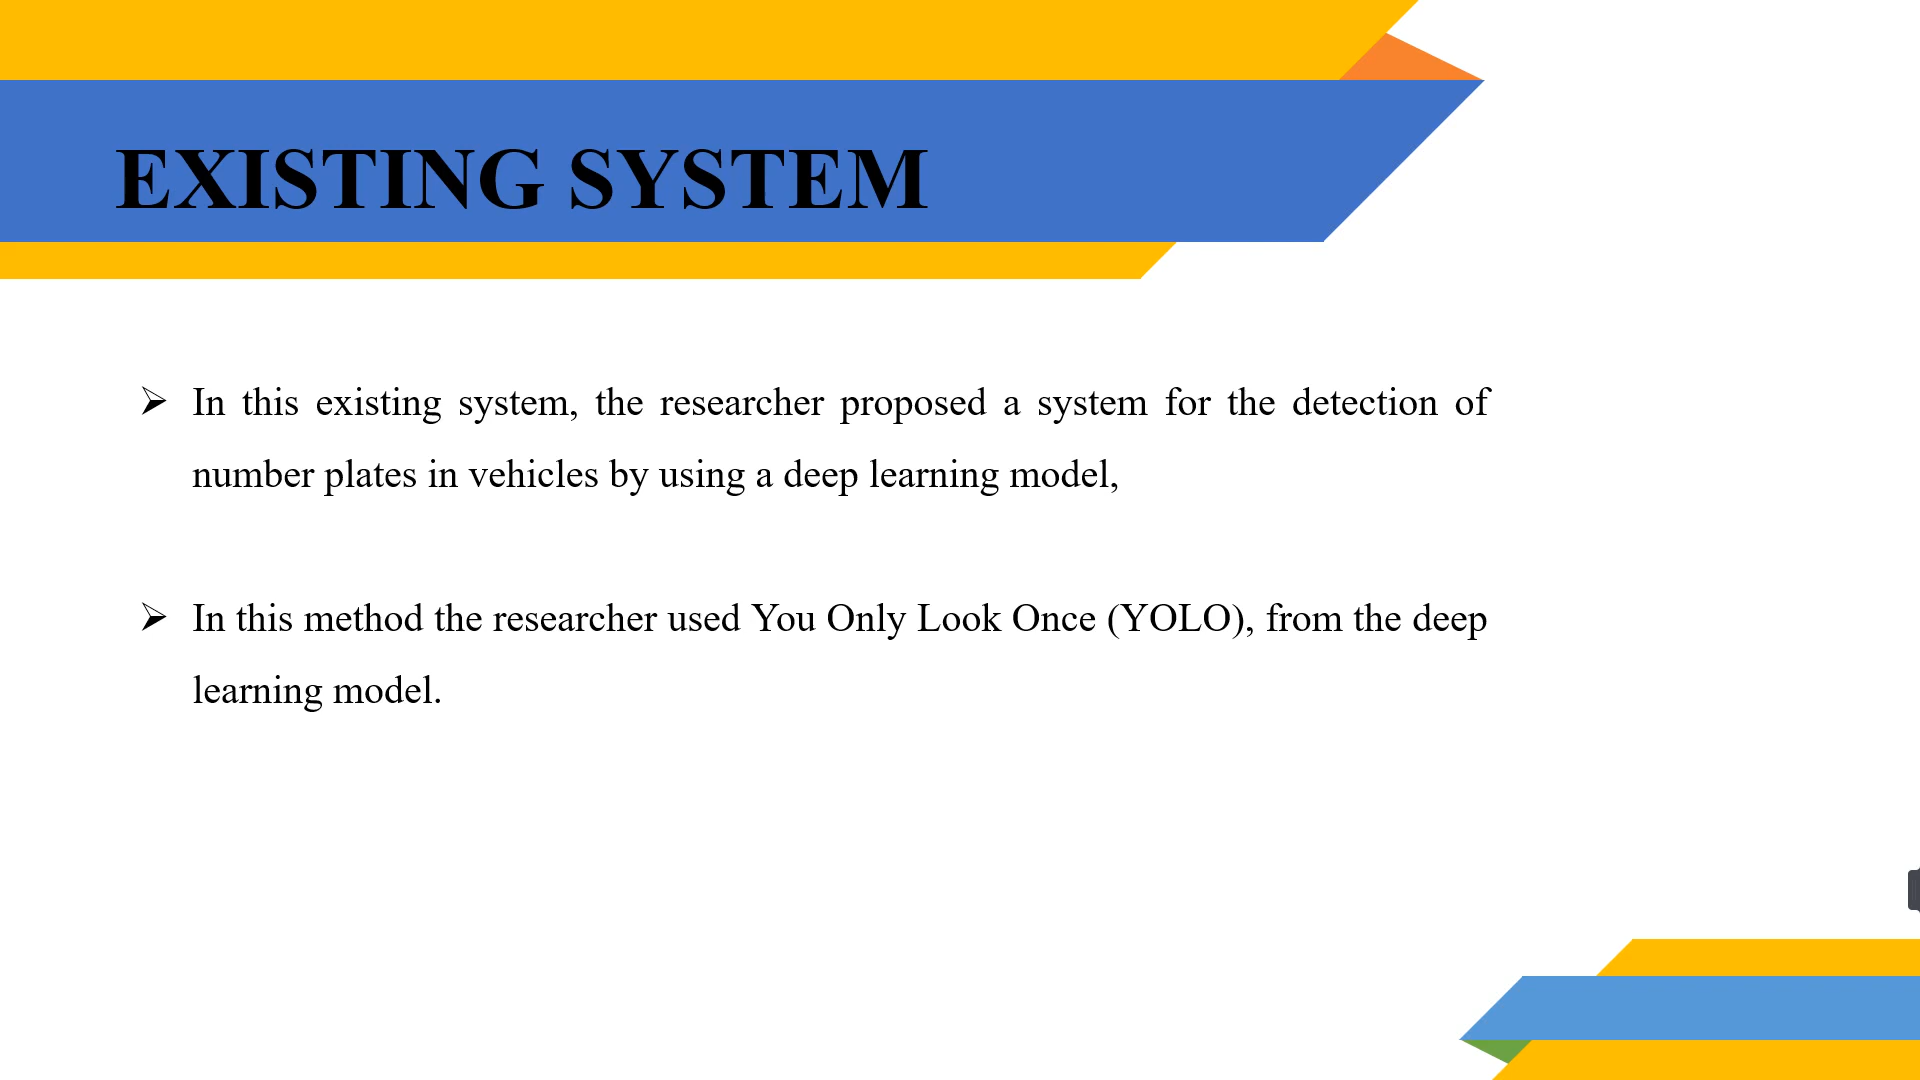 EXISTING SYSTEM
➢ In this existing system, the researcher proposed a system for the detection of
number plates in vehicles by using a deep learning model,
➢ In this method the researcher used You Only Look Once (YOLO), from the deep
learning model.